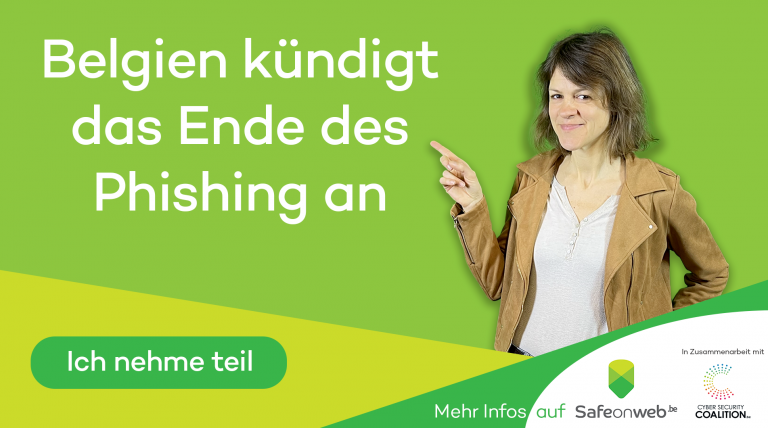 Belgien kündigt
das Ende des
Phishing an
Ich nehme teil
In Zusammenarbeit mit
Mehr Infos auf Safeonweb.be
CYBER SECURITY
COALITION.be